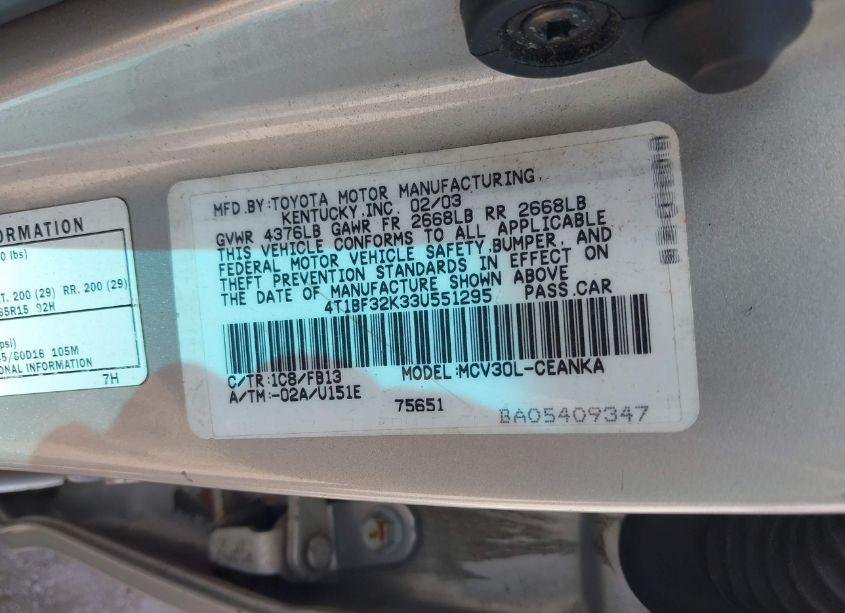 MFD.BY:TOYOTA MOTOR MANUFACTURING,
KENTUCKY,INC. 02/03
GVWR 4376LB GAWR FR 2668LB RR 2668LB
THIS VEHICLE CONFORMS TO ALL APPLICABLE
FEDERAL MOTOR VEHICLE SAFETY,BUMPER, AND
THEFT PREVENTION STANDARDS IN EFFECT ON
THE DATE OF MANUFACTURE SHOWN ABOVE
4T1BF32K33U551295 PASS.CAR
C/TR:1C8/FB13 MODEL:MCV30L-CEANKA
A/TM:-02A/U151E
75651
BA05409347
ORMATION
0 lbs)
T. 200 (29) RR. 200 (29)
65R15 92H
psi)
5/80D16 105M
ONAL INFORMATION
7H